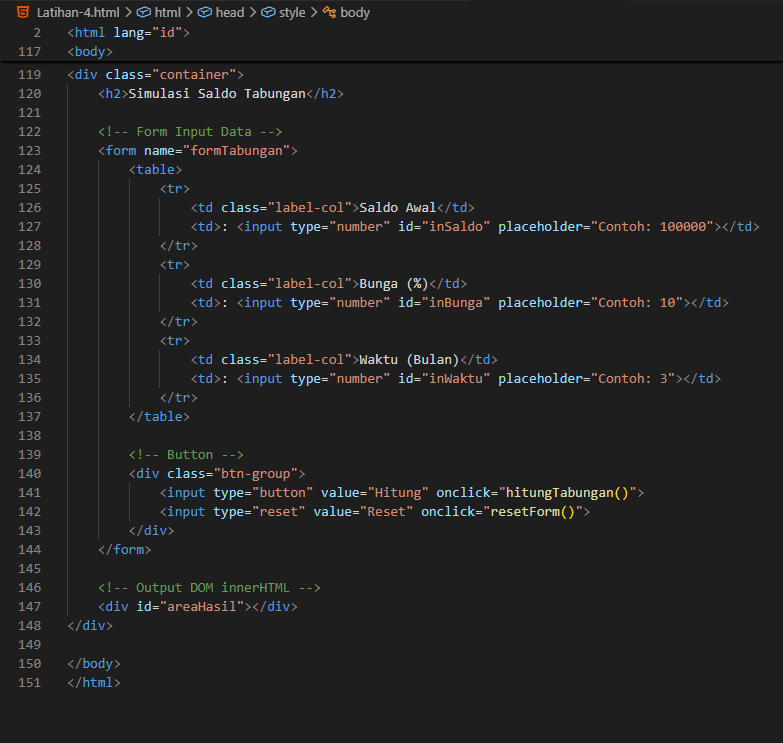 Latihan-4.html > html > head > style > body
2 <html lang="id">
117 <body>
119 <div class="container">
120 <h2>Simulasi Saldo Tabungan</h2>
121
122 <!-- Form Input Data -->
123 <form name="formTabungan">
124 <table>
125 <tr>
126 <td class="label-col">Saldo Awal</td>
127 <td>: <input type="number" id="inSaldo" placeholder="Contoh: 100000"></td>
128 </tr>
129 <tr>
130 <td class="label-col">Bunga (%)</td>
131 <td>: <input type="number" id="inBunga" placeholder="Contoh: 10"></td>
132 </tr>
133 <tr>
134 <td class="label-col">Waktu (Bulan)</td>
135 <td>: <input type="number" id="inWaktu" placeholder="Contoh: 3"></td>
136 </tr>
137 </table>
138
139 <!-- Button -->
140 <div class="btn-group">
141 <input type="button" value="Hitung" onclick="hitungTabungan()">
142 <input type="reset" value="Reset" onclick="resetForm()">
143 </div>
144 </form>
145
146 <!-- Output DOM innerHTML -->
147 <div id="areaHasil"></div>
148 </div>
149
150 </body>
151 </html>